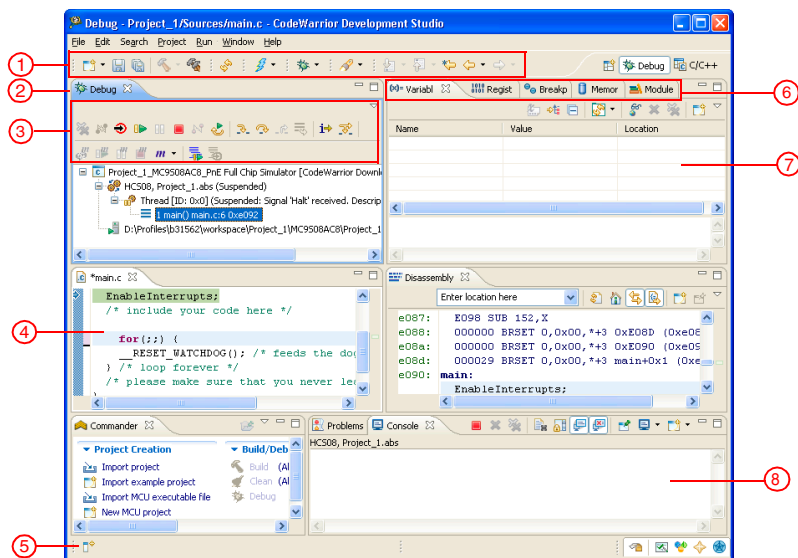 Debug - Project_1/Sources/main.c - CodeWarrior Development Studio
File Edit Search Project Run Window Help
1
Debug C/C++
2
Debug
Variabl Regist Breakp Memor Module
6
3
Name Value Location
7
Project_1_MC9S08AC8_PnE Full Chip Simulator [CodeWarrior Downl
HCS08, Project_1.abs (Suspended)
Thread [ID: 0x0] (Suspended: Signal 'Halt' received. Descrip
1 main() main.c:6 0xe092
D:\Profiles\b31562\workspace\Project_1\MC9S08AC8\Project_1
*main.c
EnableInterrupts;
/* include your code here */
4
for(;;) {
__RESET_WATCHDOG(); /* feeds the dog
} /* loop forever */
/* please make sure that you never lea
}
Disassembly
Enter location here
e087: E098 SUB 152,X
e088: 000000 BRSET 0,0x00,*+3 0xE08D (0xe08
e08a: 000000 BRSET 0,0x00,*+3 0xE090 (0xe09
e08d: 000029 BRSET 0,0x00,*+3 main+0x1 (0xe
e090: main:
EnableInterrupts;
Commander
Project Creation
Import project
Import example project
Import MCU executable file
New MCU project
Build/Deb
Build (Al
Clean (Al
Debug
Problems Console
HCS08, Project_1.abs
8
5